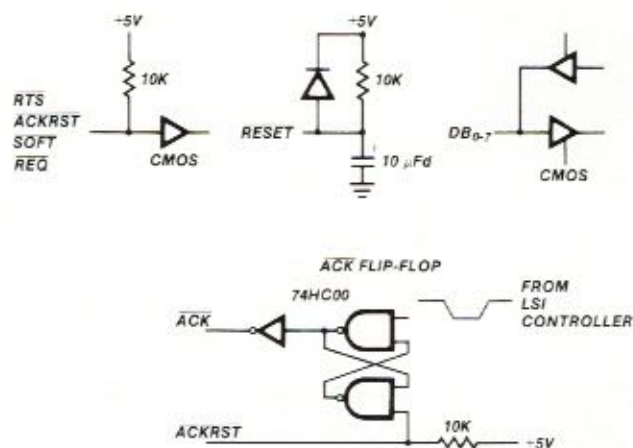 +5V
10K
RTS
ACKRST
SOFT
REQ
CMOS
+5V
10K
RESET
+
10 µFd
DB0-7
CMOS
ACK FLIP-FLOP
74HC00
ACK
FROM
LSI
CONTROLLER
ACKRST
10K
+5V